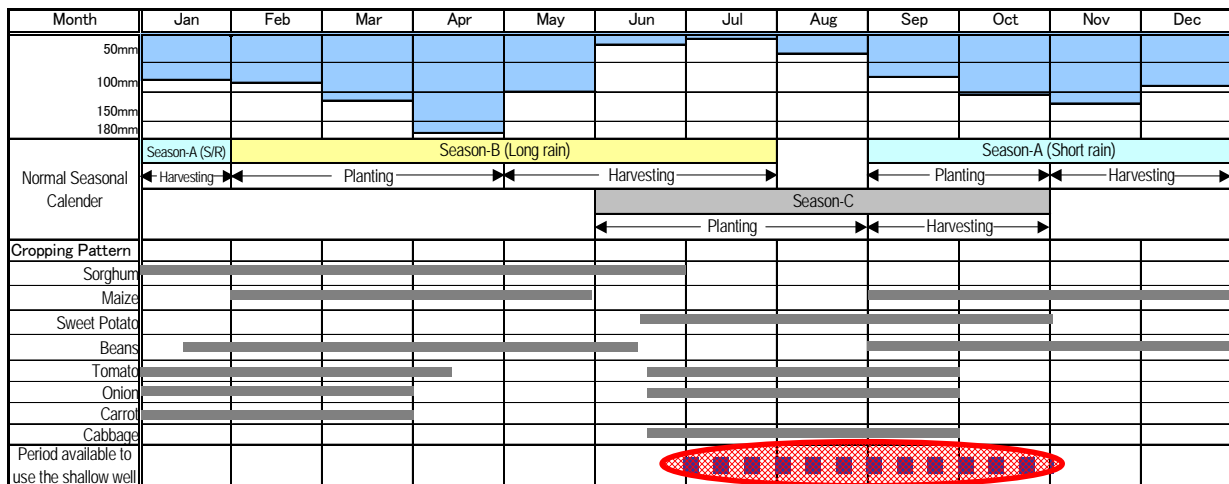 Month Jan Feb Mar Apr May Jun Jul Aug Sep Oct Nov Dec
50mm
100mm
150mm
180mm
Season-A (S/R) Season-B (Long rain) Season-A (Short rain)
Normal Seasonal
Calender
Harvesting Planting Harvesting Planting Harvesting
Season-C
Planting Harvesting
Cropping Pattern
Sorghum
Maize
Sweet Potato
Beans
Tomato
Onion
Carrot
Cabbage
Period available to
use the shallow well